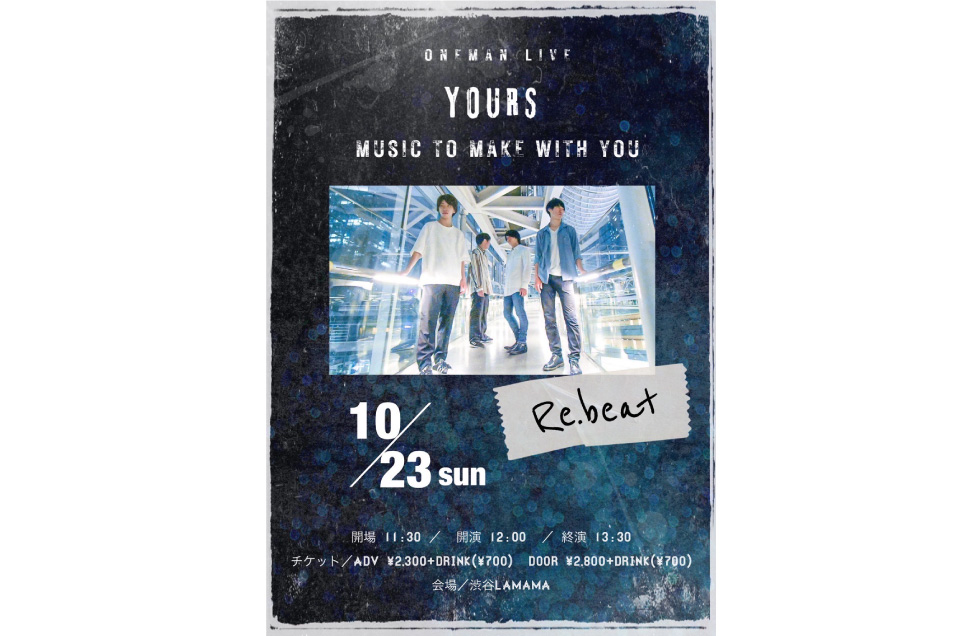 ONEMAN LIVE
YOURS
MUSIC TO MAKE WITH YOU
Re.beat
10/23 sun
開場 11:30 ／ 開演 12:00 ／ 終演 13:30
チケット／ADV ¥2,300+DRINK(¥700) DOOR ¥2,800+DRINK(¥700)
会場／渋谷LAMAMA